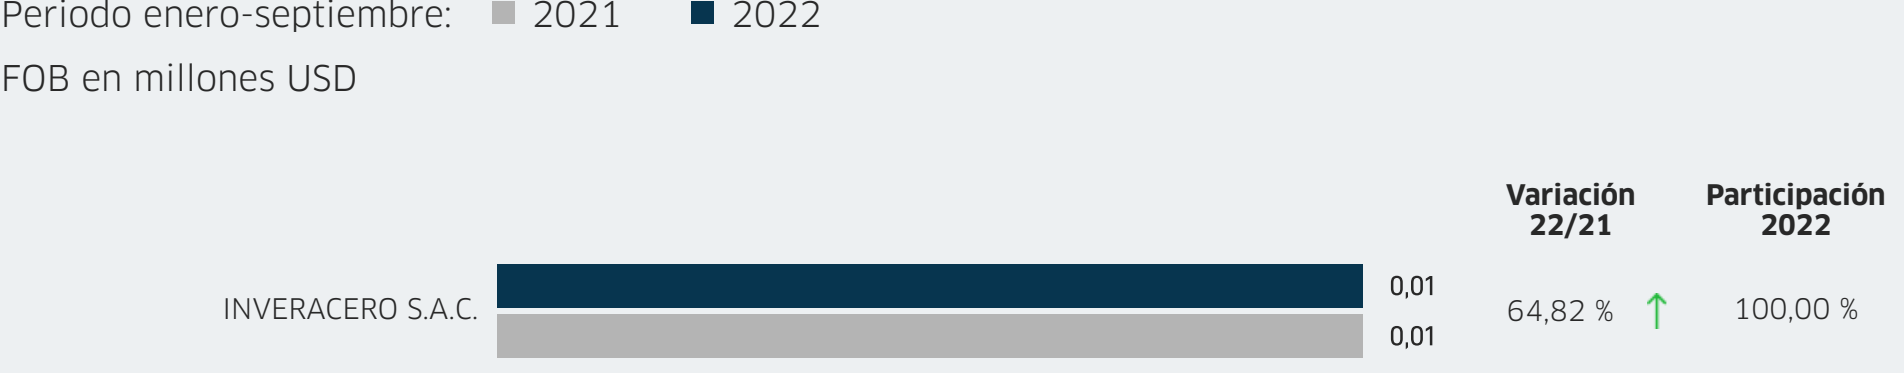 Periodo enero-septiembre: 2021 2022
FOB en millones USD
Variación Participación
22/21 2022
INVERACERO S.A.C. 0,01 64,82 % ↑ 100,00 %
0,01